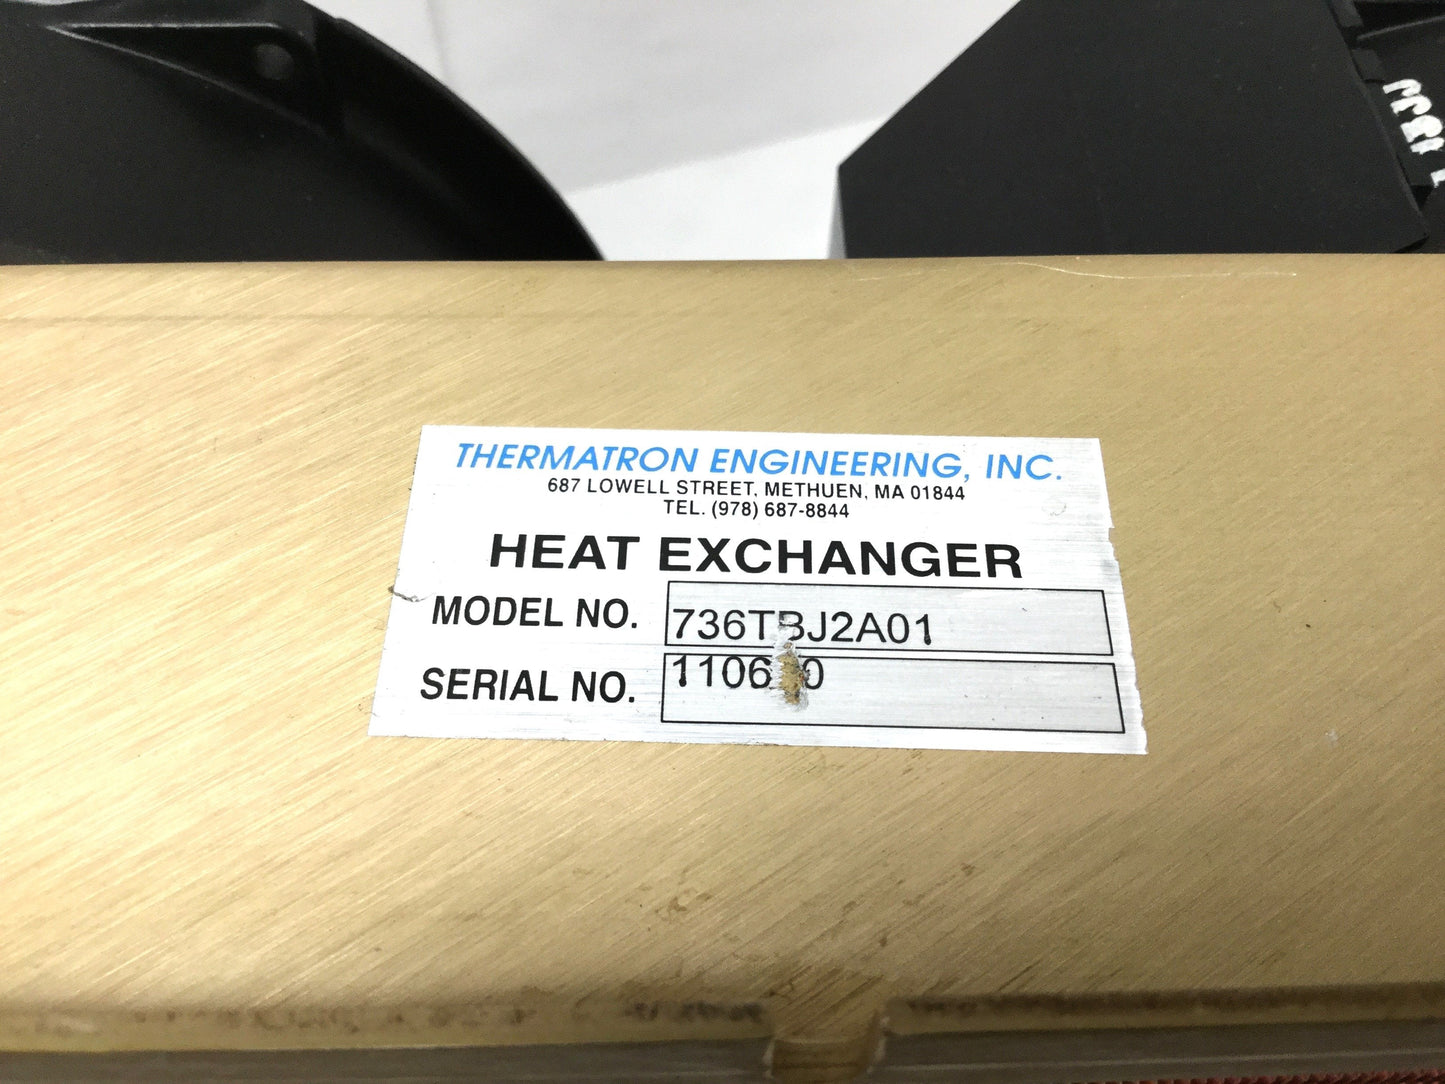 THERMATRON ENGINEERING, INC.
687 LOWELL STREET, METHUEN, MA 01844
TEL. (978) 687-8844
HEAT EXCHANGER
MODEL NO. 736TBJ2A01
SERIAL NO.